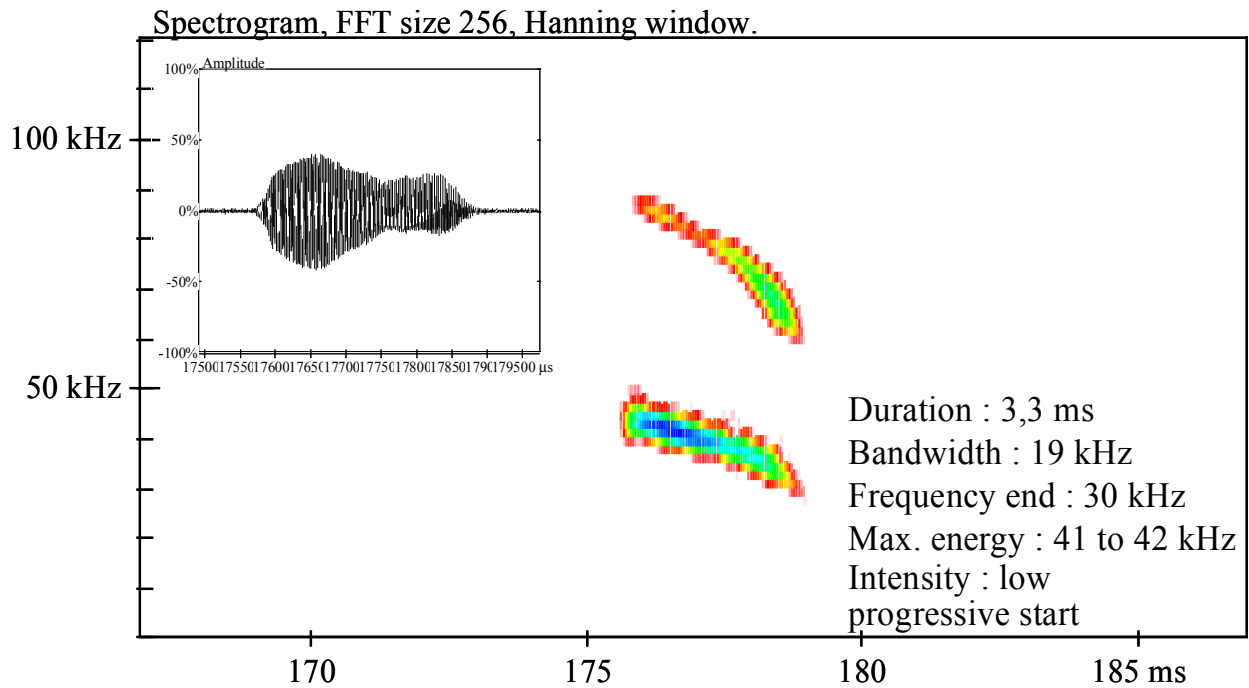 Spectrogram, FFT size 256, Hanning window.
Amplitude
100%
50%
0%
-50%
-100%
µs
100 kHz
50 kHz
Duration : 3,3 ms
Bandwidth : 19 kHz
Frequency end : 30 kHz
Max. energy : 41 to 42 kHz
Intensity : low
progressive start
170 175 180 185 ms